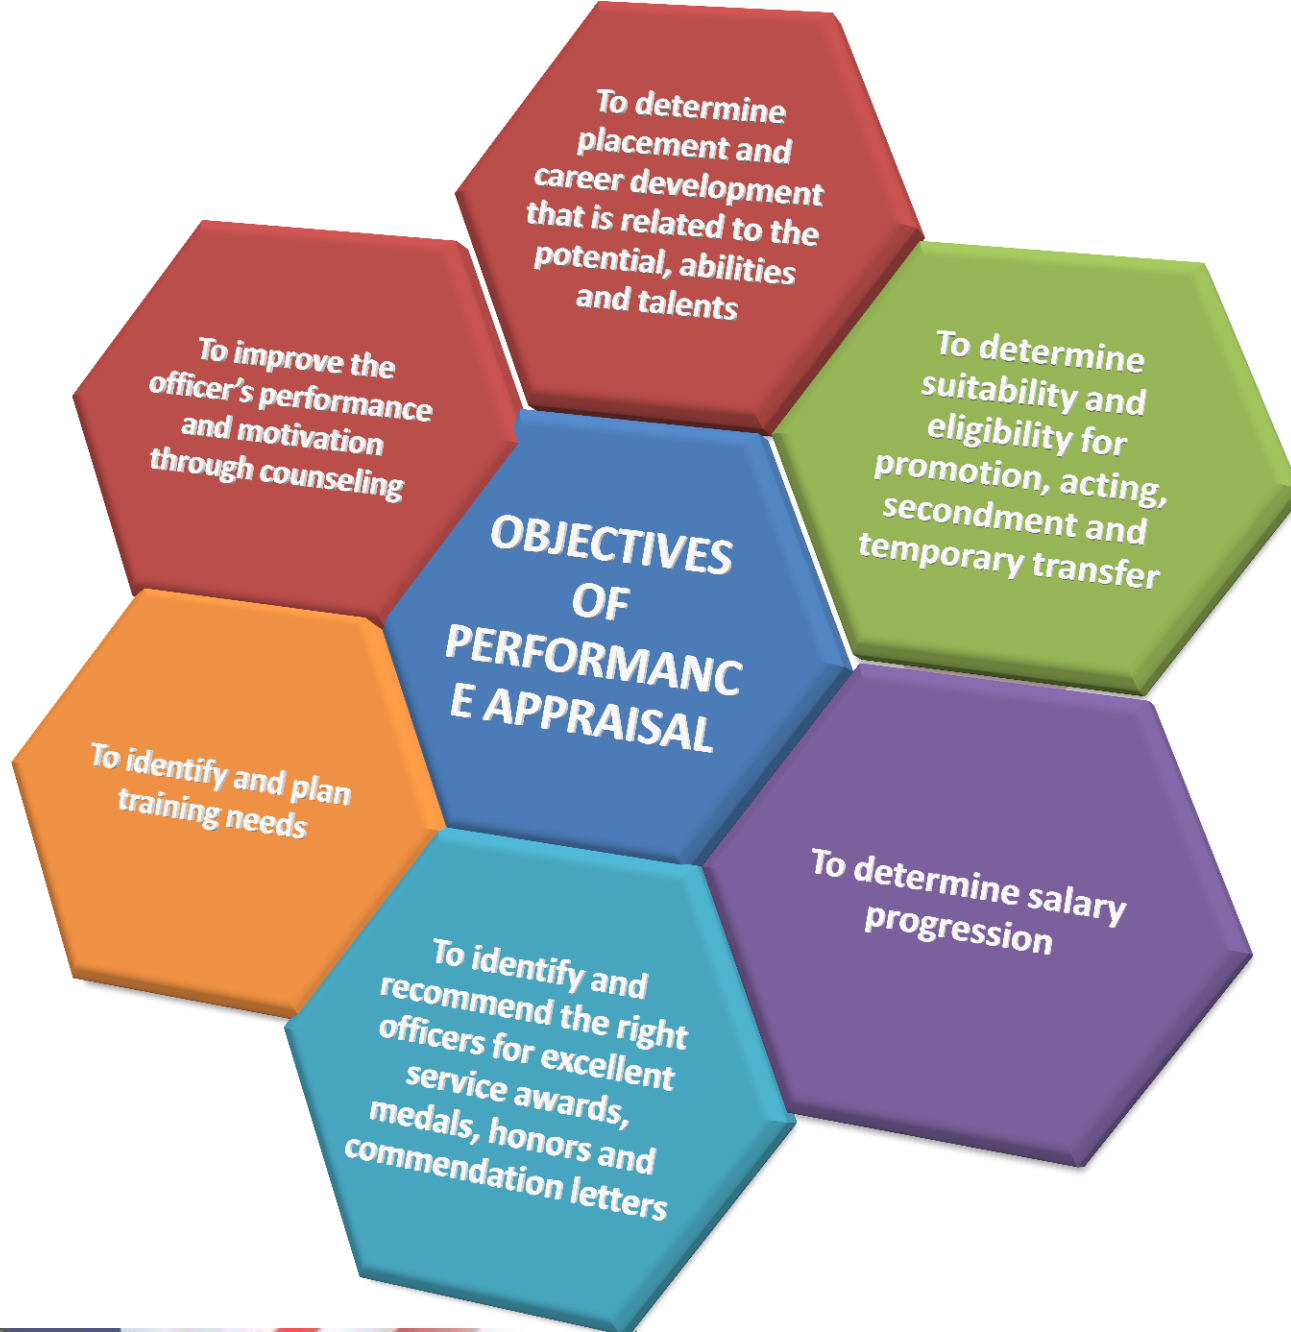 To determine
placement and
career development
that is related to the
potential, abilities
and talents
To improve the
officer's performance
and motivation
through counseling
To determine
suitability and
eligibility for
promotion, acting,
secondment and
temporary transfer
OBJECTIVES
OF
PERFORMANC
E APPRAISAL
To identify and plan
training needs
To determine salary
progression
To identify and
recommend the right
officers for excellent
service awards,
medals, honors and
commendation letters